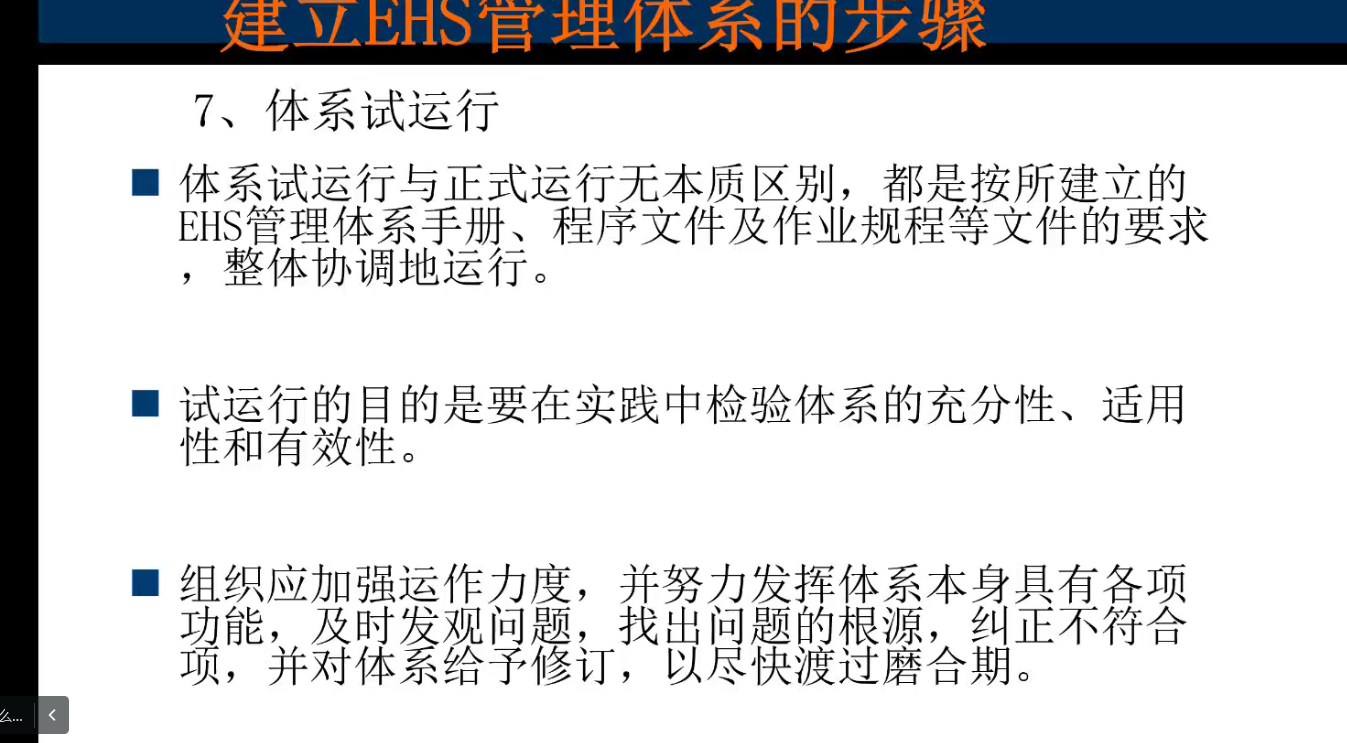 建立EHS管理体系的步骤
7、体系试运行
体系试运行与正式运行无本质区别，都是按所建立的
EHS管理体系手册、程序文件及作业规程等文件的要求
，整体协调地运行。
试运行的目的是要在实践中检验体系的充分性、适用
性和有效性。
组织应加强运作力度，并努力发挥体系本身具有各项
功能，及时发观问题，找出问题的根源，纠正不符合
项，并对体系给予修订，以尽快渡过磨合期。
么...